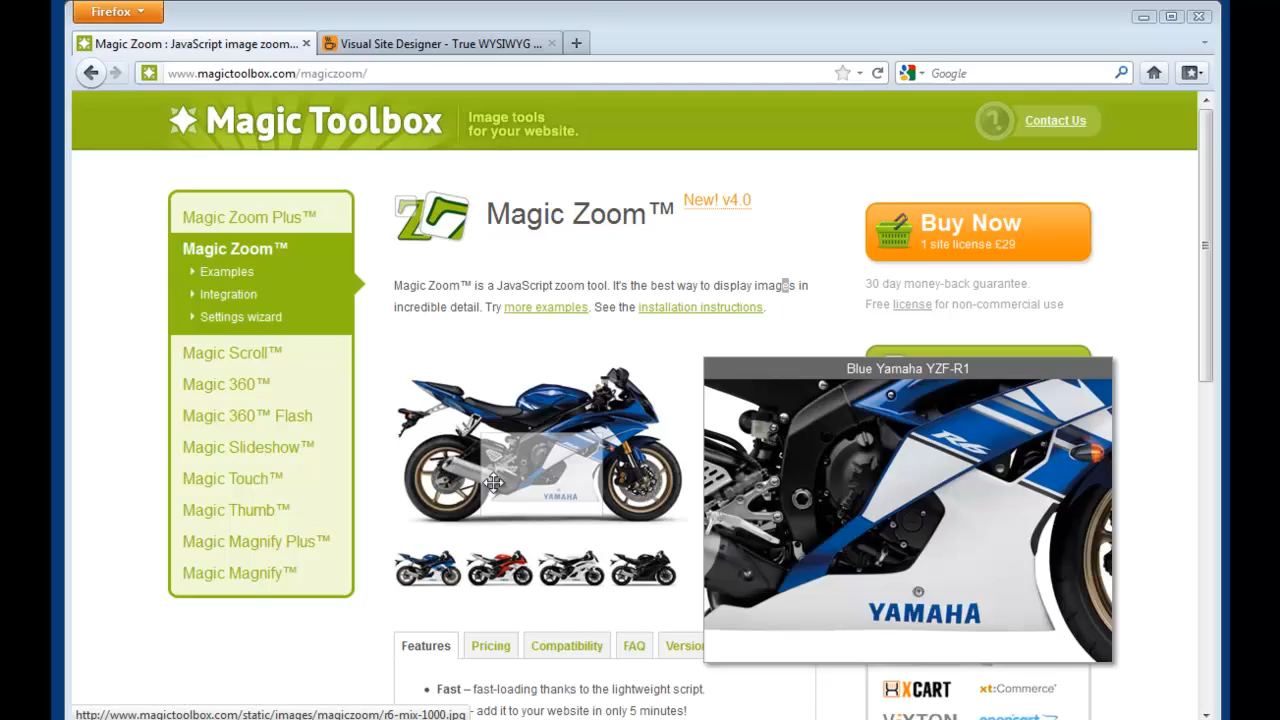 Firefox
Magic Zoom : JavaScript image zoom...
Visual Site Designer - True WYSIWYG ...
www.magictoolbox.com/magiczoom/
Google
Magic Toolbox
Image tools
for your website.
Contact Us
Magic Zoom Plus™
Magic Zoom™
Examples
Integration
Settings wizard
Magic Scroll™
Magic 360™
Magic 360™ Flash
Magic Slideshow™
Magic Touch™
Magic Thumb™
Magic Magnify Plus™
Magic Magnify™
Magic Zoom™
New! v4.0
Magic Zoom™ is a JavaScript zoom tool. It's the best way to display images in
incredible detail. Try more examples. See the installation instructions.
Buy Now
1 site license £29
30 day money-back guarantee.
Free license for non-commercial use
YAMAHA
Blue Yamaha YZF-R1
R6
YAMAHA
Features
Pricing
Compatibility
FAQ
Versio
Fast – fast-loading thanks to the lightweight script.
– add it to your website in only 5 minutes!
X-CART
xt:Commerce
http://www.magictoolbox.com/static/images/magiczoom/r6-mix-1000.jpg